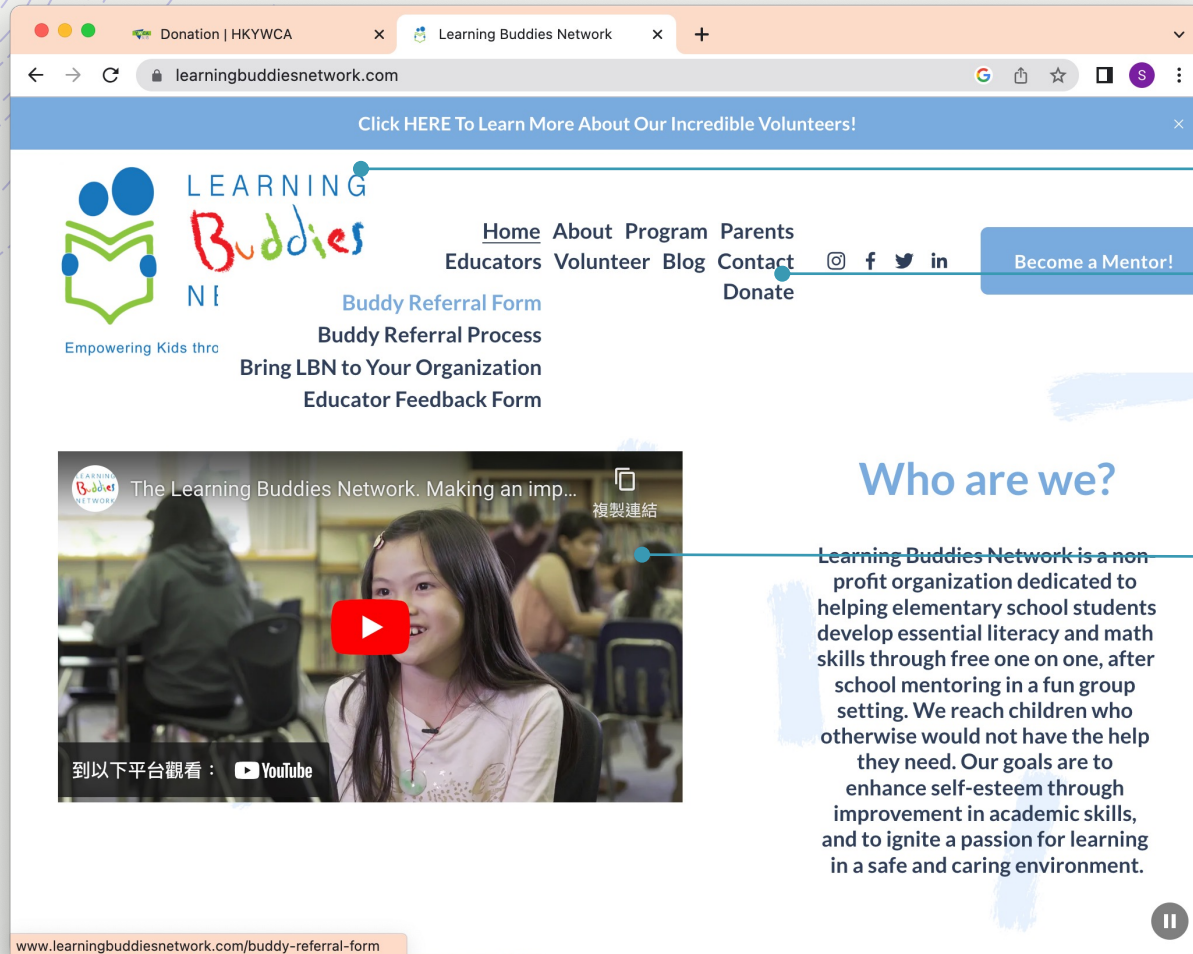 Donation | HKYWCA
Learning Buddies Network
learningbuddiesnetwork.com
S
Click HERE To Learn More About Our Incredible Volunteers!
LEARNING
Buddies
NE
Empowering Kids thro
Home About Program Parents
Educators Volunteer Blog Contact
Donate
Become a Mentor!
Buddy Referral Form
Buddy Referral Process
Bring LBN to Your Organization
Educator Feedback Form
LEARNING
Buddies
NETWORK
The Learning Buddies Network. Making an imp...
複製連結
到以下平台觀看：
YouTube
Who are we?
Learning Buddies Network is a non-
profit organization dedicated to
helping elementary school students
develop essential literacy and math
skills through free one on one, after
school mentoring in a fun group
setting. We reach children who
otherwise would not have the help
they need. Our goals are to
enhance self-esteem through
improvement in academic skills,
and to ignite a passion for learning
in a safe and caring environment.
www.learningbuddiesnetwork.com/buddy-referral-form